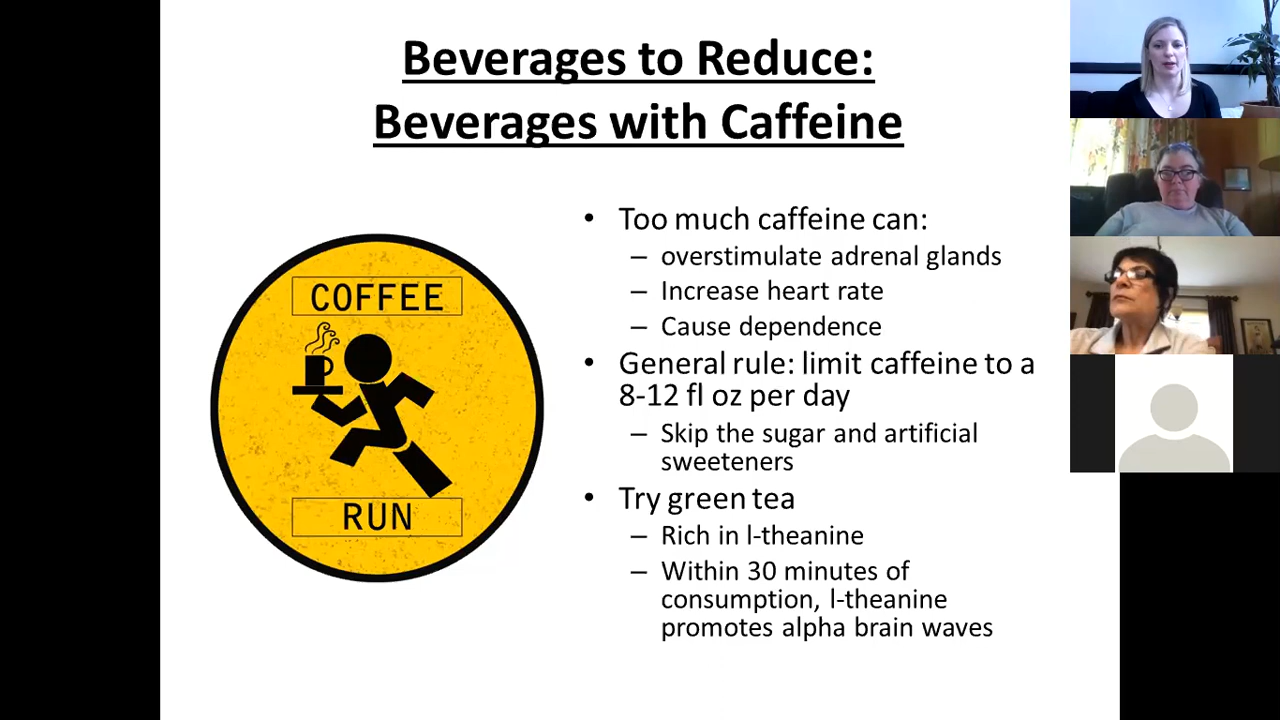 Beverages to Reduce:
Beverages with Caffeine
COFFEE
RUN
• Too much caffeine can:
– overstimulate adrenal glands
– Increase heart rate
– Cause dependence
• General rule: limit caffeine to a
8-12 fl oz per day
– Skip the sugar and artificial
sweeteners
• Try green tea
– Rich in l-theanine
– Within 30 minutes of
consumption, l-theanine
promotes alpha brain waves